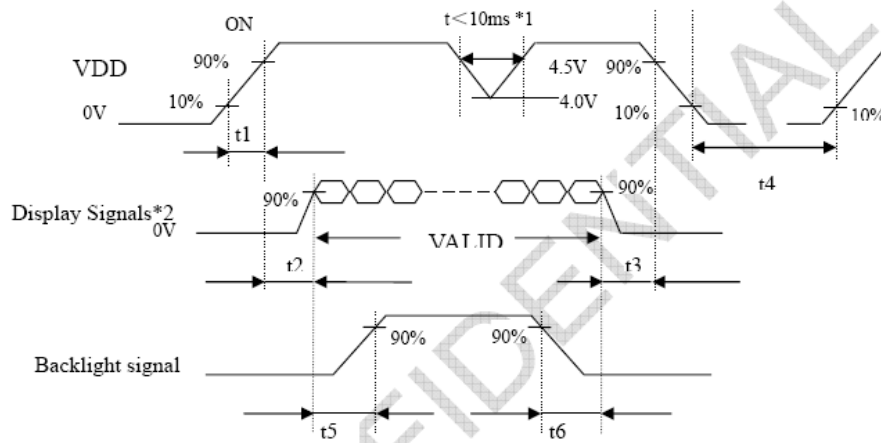 ON
t＜10ms *1
VDD
90%
4.5V
90%
10%
4.0V
10%
10%
0V
t1
t4
90%
90%
Display Signals*2
0V
VALID
t2
t3
90%
90%
Backlight signal
t5
t6